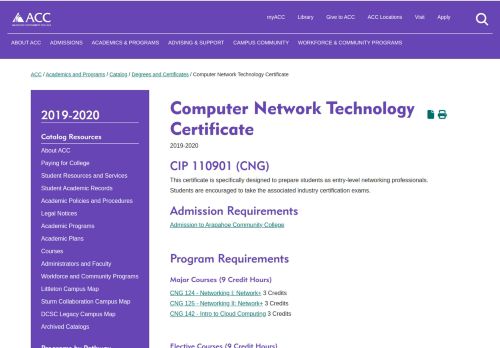 ACC
myACC Library Give to ACC ACC Locations Visit Apply
ABOUT ACC ADMISSIONS ACADEMICS & PROGRAMS ADVISING & SUPPORT CAMPUS COMMUNITY WORKFORCE & COMMUNITY PROGRAMS
ACC / Academics and Programs / Catalog / Degrees and Certificates / Computer Network Technology Certificate
2019-2020
Catalog Resources
About ACC
Paying for College
Student Resources and Services
Student Academic Records
Academic Policies and Procedures
Legal Notices
Academic Programs
Academic Plans
Courses
Administrators and Faculty
Workforce and Community Programs
Littleton Campus Map
Sturm Collaboration Campus Map
DCSC Legacy Campus Map
Archived Catalogs
Programs by Pathway
Computer Network Technology
Certificate
2019-2020
CIP 110901 (CNG)
This certificate is specifically designed to prepare students as entry-level networking professionals.
Students are encouraged to take the associated industry certification exams.
Admission Requirements
Admission to Arapahoe Community College
Program Requirements
Major Courses (9 Credit Hours)
CNG 124 - Networking I: Network+ 3 Credits
CNG 125 - Networking II: Network+ 3 Credits
CNG 142 - Intro to Cloud Computing 3 Credits
Elective Courses (9 Credit Hours)